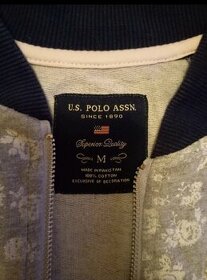 U.S. POLO ASSN.
SINCE 1890
Superior Quality
M
MADE IN PAKISTAN
100% COTTON
EXCLUSIVE OF DECORATION